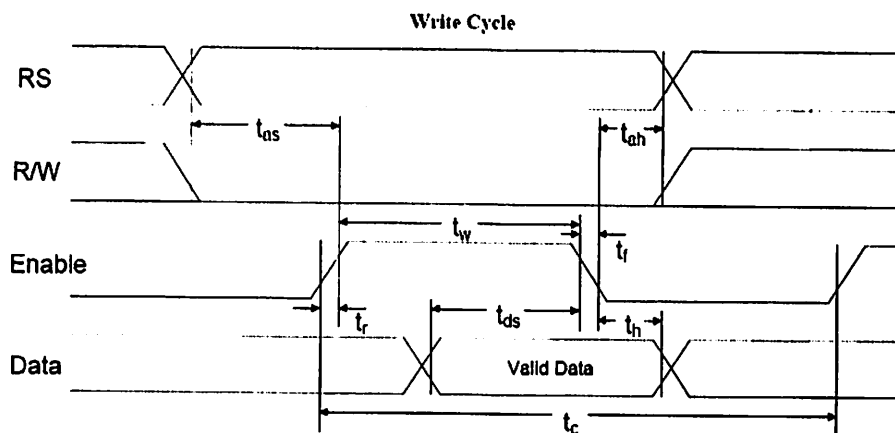 Write Cycle
RS
t_as
t_ah
R/W
t_w
t_f
Enable
t_r
t_ds
t_h
Data
Valid Data
t_c